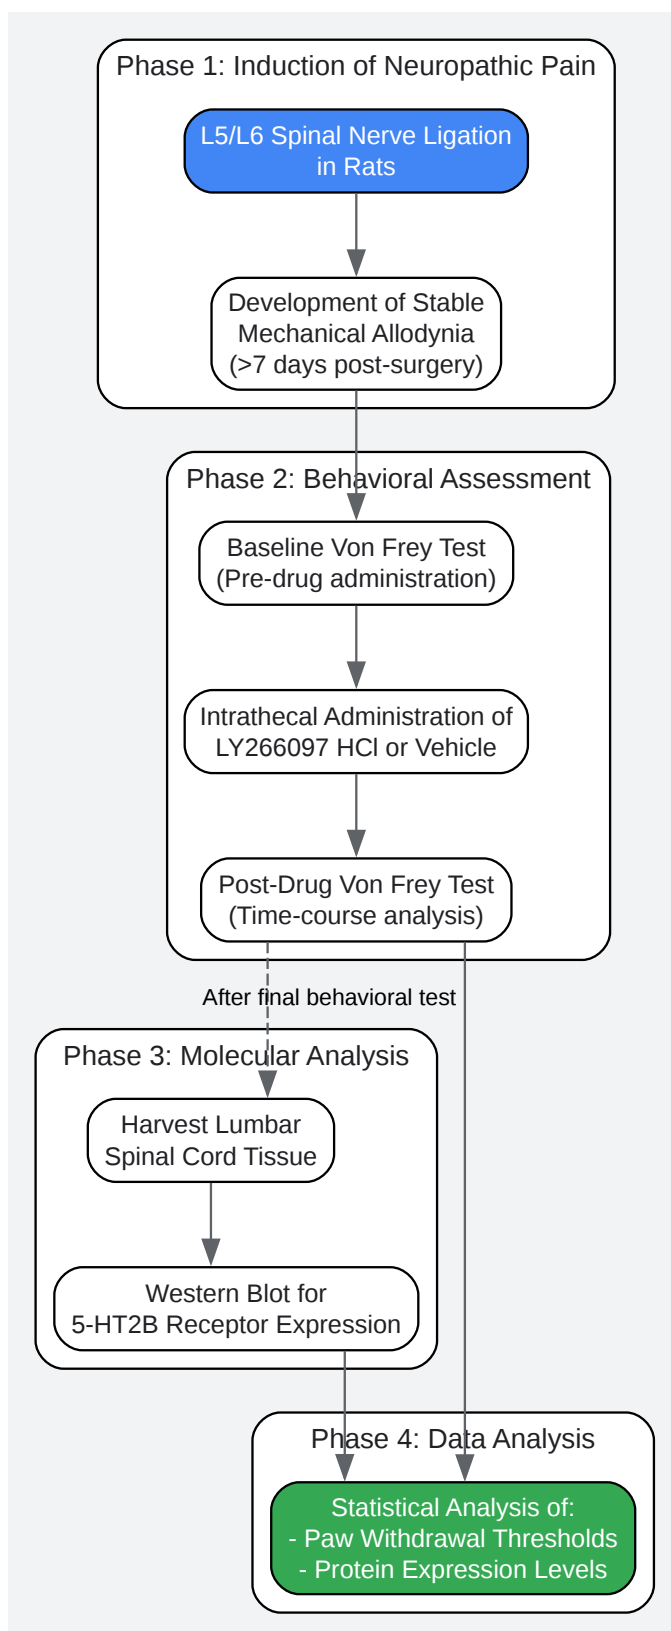 Phase 1: Induction of Neuropathic Pain
L5/L6 Spinal Nerve Ligation
in Rats
Development of Stable
Mechanical Allodynia
(>7 days post-surgery)
Phase 2: Behavioral Assessment
Baseline Von Frey Test
(Pre-drug administration)
Intrathecal Administration of
LY266097 HCl or Vehicle
Post-Drug Von Frey Test
(Time-course analysis)
After final behavioral test
Phase 3: Molecular Analysis
Harvest Lumbar
Spinal Cord Tissue
Western Blot for
5-HT2B Receptor Expression
Phase 4: Data Analysis
Statistical Analysis of:
- Paw Withdrawal Thresholds
- Protein Expression Levels